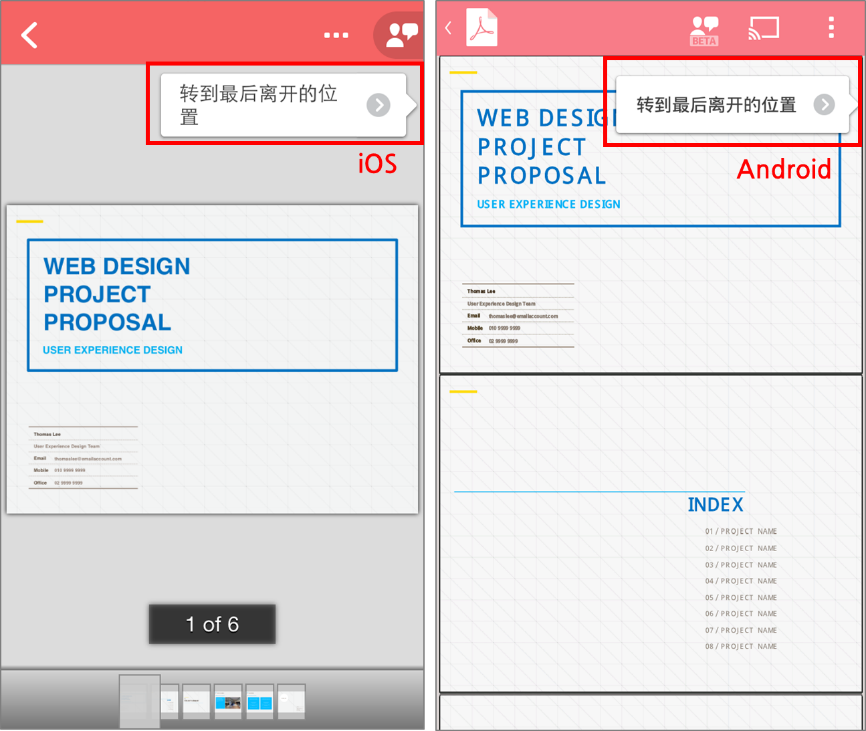 转到最后离开的位
置
iOS
WEB DESIGN
PROJECT
PROPOSAL
USER EXPERIENCE DESIGN
Thomas Lee
User Experience Design Team
Email thomaslee@emailaccount.com
Mobile 010 9999 9999
Office 02 9999 9999
1 of 6
BETA
转到最后离开的位置
Android
WEB DESIG
PROJECT
PROPOSAL
USER EXPERIENCE DESIGN
Thomas Lee
User Experience Design Team
Email thomaslee@emailaccount.com
Mobile 010 9999 9999
Office 02 9999 9999
INDEX
01 / PROJECT NAME
02 / PROJECT NAME
03 / PROJECT NAME
04 / PROJECT NAME
05 / PROJECT NAME
06 / PROJECT NAME
07 / PROJECT NAME
08 / PROJECT NAME